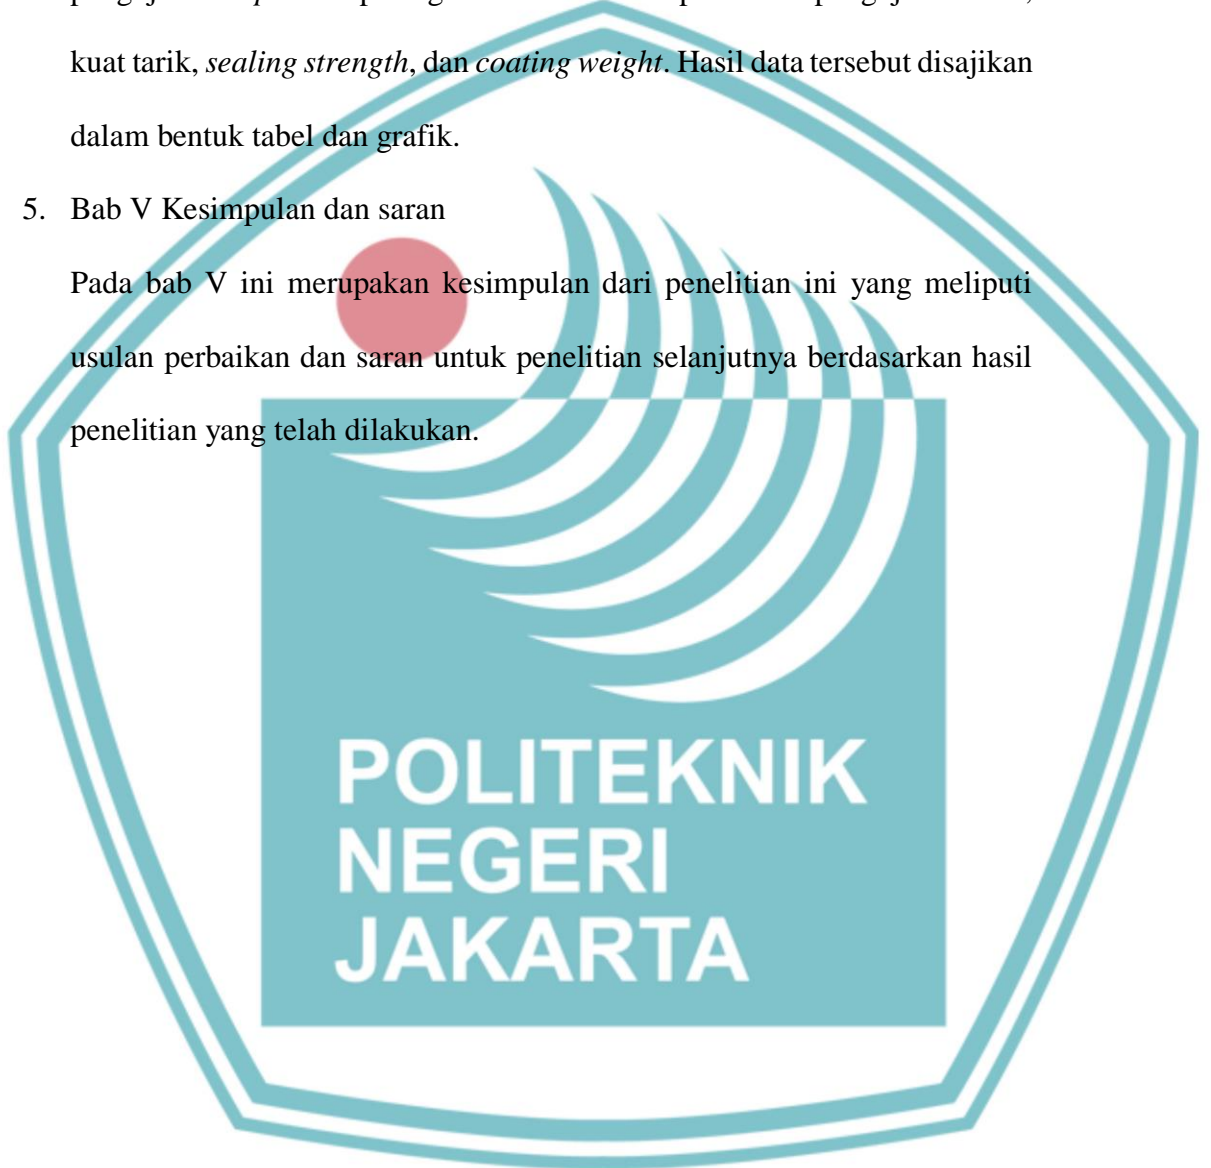 kuat tarik, sealing strength, dan coating weight. Hasil data tersebut disajikan
dalam bentuk tabel dan grafik.
5. Bab V Kesimpulan dan saran
Pada bab V ini merupakan kesimpulan dari penelitian ini yang meliputi
usulan perbaikan dan saran untuk penelitian selanjutnya berdasarkan hasil
penelitian yang telah dilakukan.
POLITEKNIK
NEGERI
JAKARTA